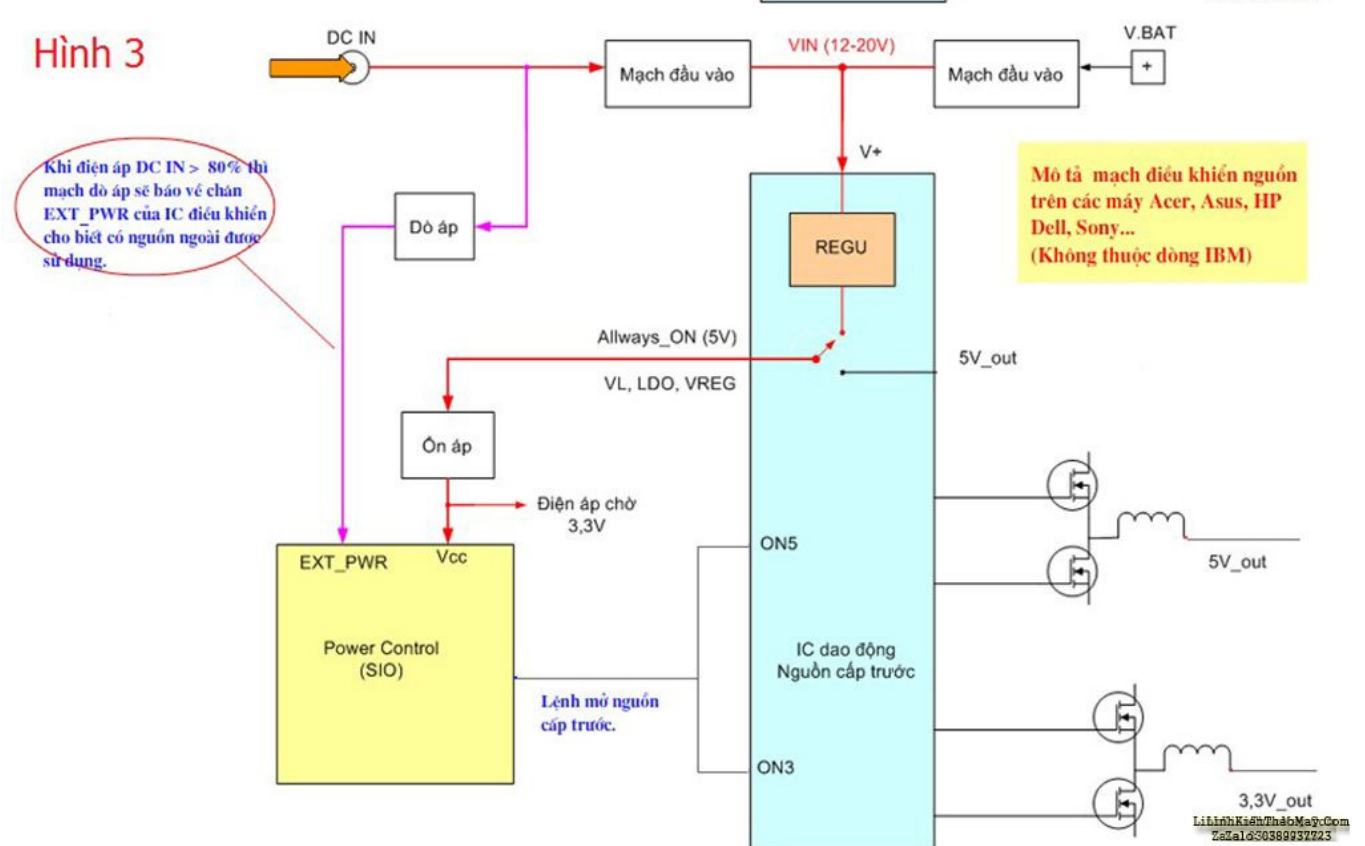 Hình 3
DC IN
Mạch đầu vào
VIN (12-20V)
Mạch đầu vào
V.BAT
+
V+
Khi điện áp DC IN > 80% thì
mạch dò áp sẽ báo về chân
EXT_PWR của IC điều khiển
cho biết có nguồn ngoài được
sử dụng.
Dò áp
REGU
Mô tả mạch điều khiển nguồn
trên các máy Acer, Asus, HP
Dell, Sony...
(Không thuộc dòng IBM)
Allways_ON (5V)
VL, LDO, VREG
5V_out
Ổn áp
Điện áp chờ
3,3V
EXT_PWR
Vcc
ON5
5V_out
Power Control
(SIO)
IC dao động
Nguồn cấp trước
Lệnh mở nguồn
cấp trước.
ON3
3,3V_out